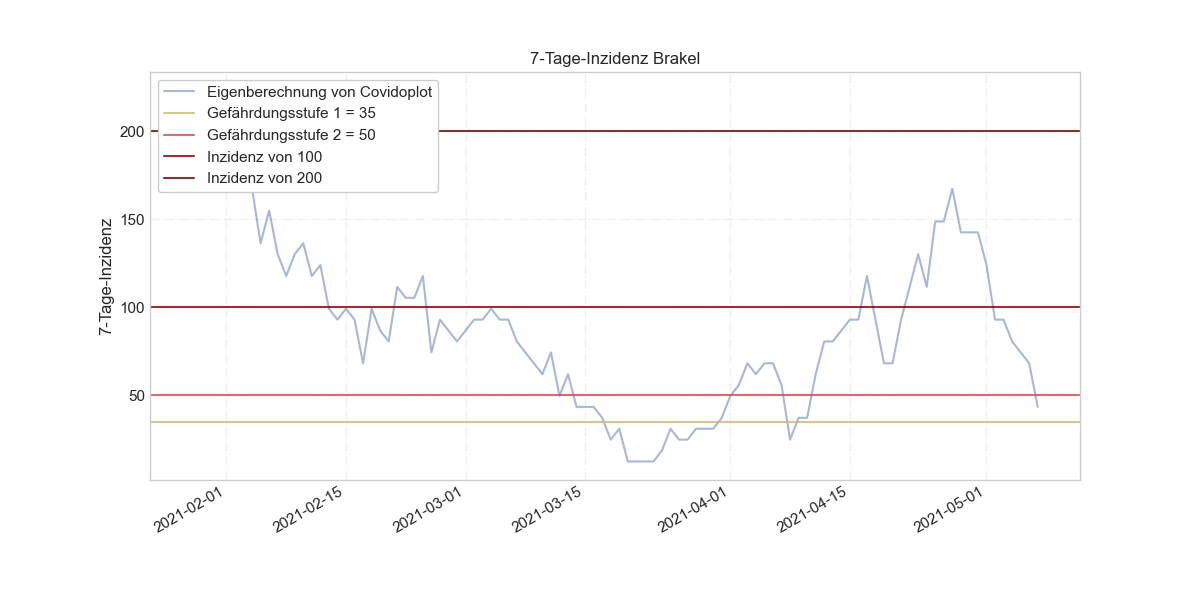 7-Tage-Inzidenz Brakel
Eigenberechnung von Covidoplot
Gefährdungsstufe 1 = 35
Gefährdungsstufe 2 = 50
Inzidenz von 100
Inzidenz von 200
7-Tage-Inzidenz
200
150
100
50
2021-02-01
2021-02-15
2021-03-01
2021-03-15
2021-04-01
2021-04-15
2021-05-01